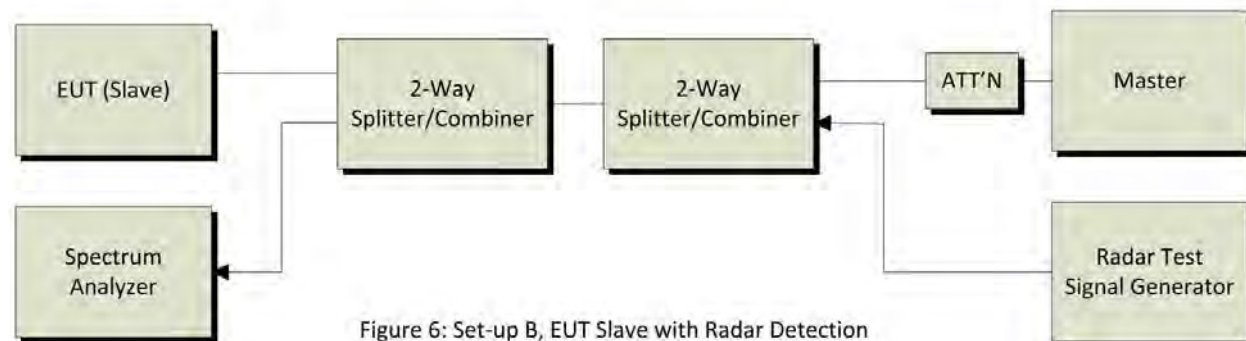 EUT (Slave)
2-Way
Splitter/Combiner
2-Way
Splitter/Combiner
ATT’N
Master
Spectrum
Analyzer
Radar Test
Signal Generator
Figure 6: Set-up B, EUT Slave with Radar Detection